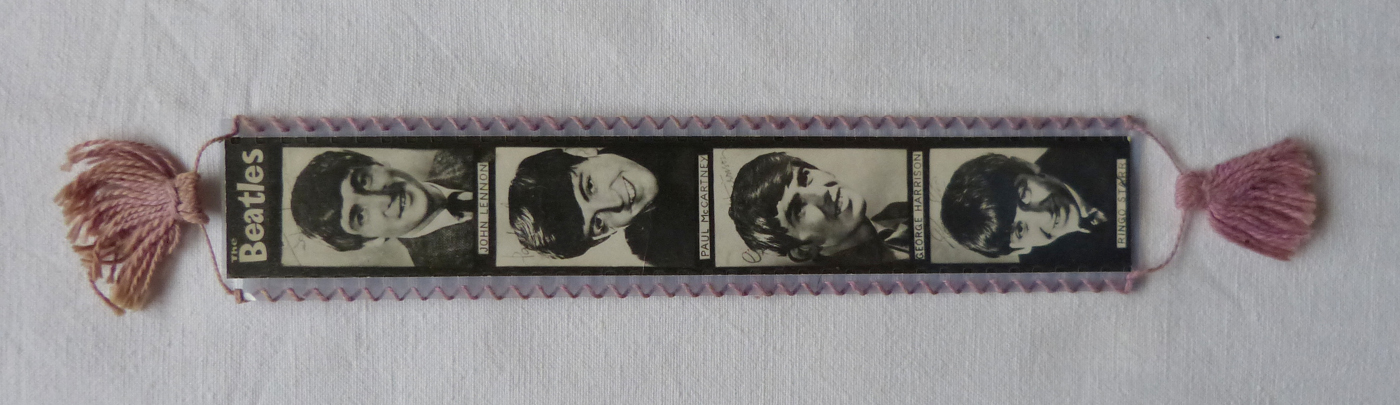 The
Beatles
JOHN LENNON
PAUL McCARTNEY
GEORGE HARRISON
RINGO STARR